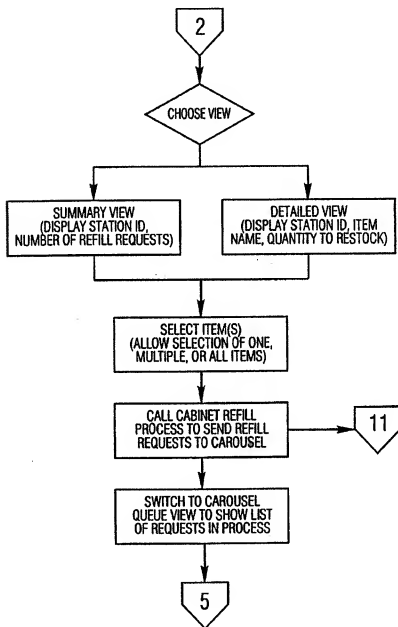 2
CHOOSE VIEW
SUMMARY VIEW
(DISPLAY STATION ID,
NUMBER OF REFILL REQUESTS)
DETAILED VIEW
(DISPLAY STATION ID, ITEM
NAME, QUANTITY TO RESTOCK)
SELECT ITEM(S)
(ALLOW SELECTION OF ONE,
MULTIPLE, OR ALL ITEMS)
CALL CABINET REFILL
PROCESS TO SEND REFILL
REQUESTS TO CAROUSEL
11
SWITCH TO CAROUSEL
QUEUE VIEW TO SHOW LIST
OF REQUESTS IN PROCESS
5